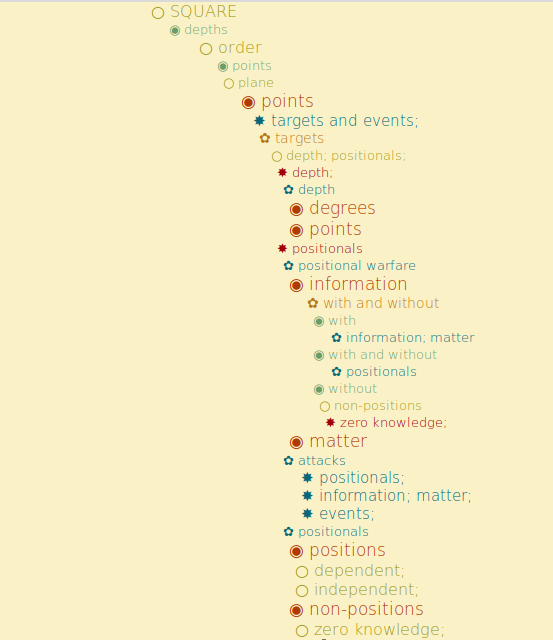 SQUARE
depths
order
points
plane
points
targets and events;
targets
depth; positionals;
depth;
depth
degrees
points
positionals
positional warfare
information
with and without
with
information; matter
with and without
positionals
without
non-positions
zero knowledge;
matter
attacks
positionals;
information; matter;
events;
positionals
positions
dependent;
independent;
non-positions
zero knowledge;